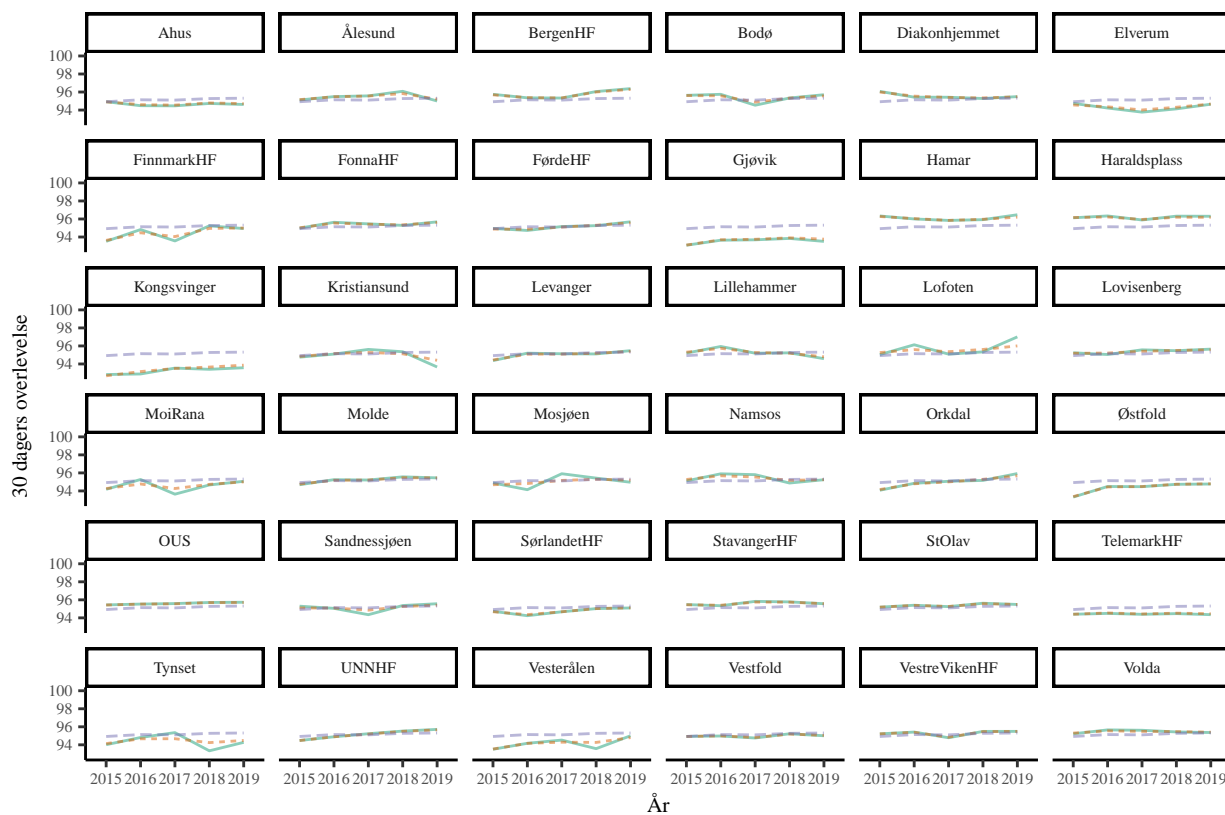 Ahus Ålesund BergenHF Bodø Diakonhjemmet Elverum
100
98
96
94
FinnmarkHF FonnaHF FørdeHF Gjøvik Hamar Haraldsplass
100
98
96
94
Kongsvinger Kristiansund Levanger Lillehammer Lofoten Lovisenberg
100
98
96
94
30 dagers overlevelse
MoiRana Molde Mosjøen Namsos Orkdal Østfold
100
98
96
94
OUS Sandnessjøen SørlandetHF StavangerHF StOlav TelemarkHF
100
98
96
94
Tynset UNNHF Vesterålen Vestfold VestreVikenHF Volda
100
98
96
94
2015 2016 2017 2018 2019 2015 2016 2017 2018 2019 2015 2016 2017 2018 2019 2015 2016 2017 2018 2019 2015 2016 2017 2018 2019 2015 2016 2017 2018 2019
År